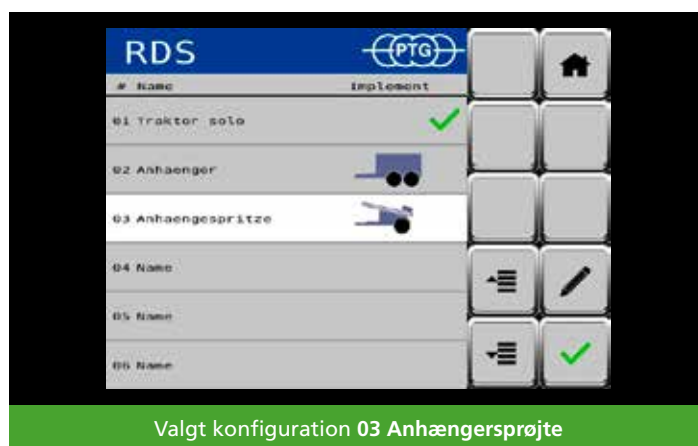 RDS PTG
# Name Implement
01 Traktor solo
02 Anhaenger
03 Anhaengespritze
04 Name
05 Name
06 Name
Valgt konfiguration 03 Anhængersprøjte